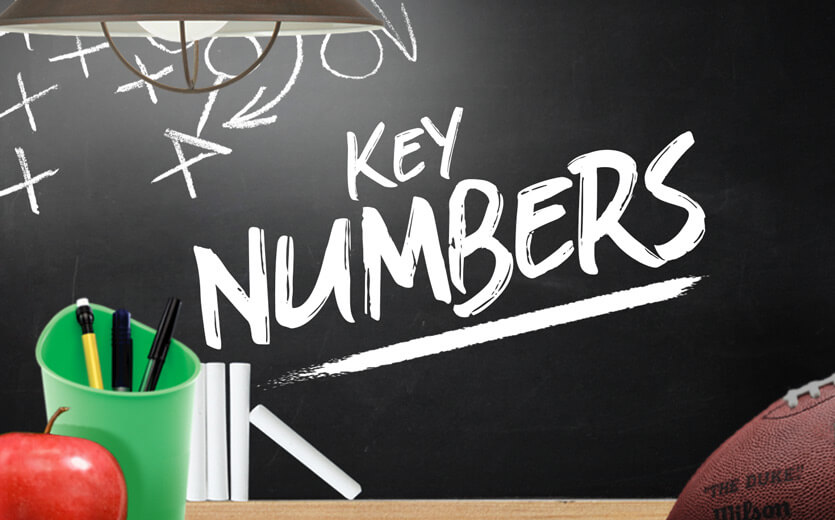 KEY
NUMBERS
"THE DUKE"
Wilson